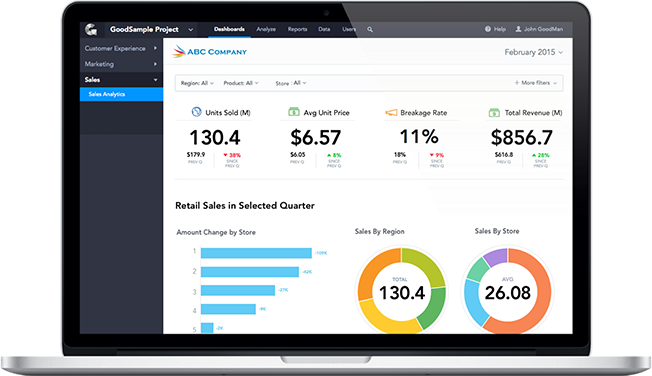 GoodSample Project
Dashboards Analyze Reports Data Users
Help John GoodMan
Customer Experience
Marketing
Sales
Sales Analytics
ABC COMPANY
February 2015
Region: All Product: All Store : All
+ More filters
Units Sold (M) Avg Unit Price Breakage Rate Total Revenue (M)
130.4 $6.57 11% $856.7
$179.9 38% $6.05 8% 18% 9% $616.8 28%
PREV Q SINCE PREV Q PREV Q SINCE PREV Q PREV Q SINCE PREV Q PREV Q SINCE PREV Q
Retail Sales in Selected Quarter
Amount Change by Store Sales By Region Sales By Store
1 -109K
2 -62K
3 -27K
4 -9K
5 -2K
TOTAL
130.4
AVG
26.08